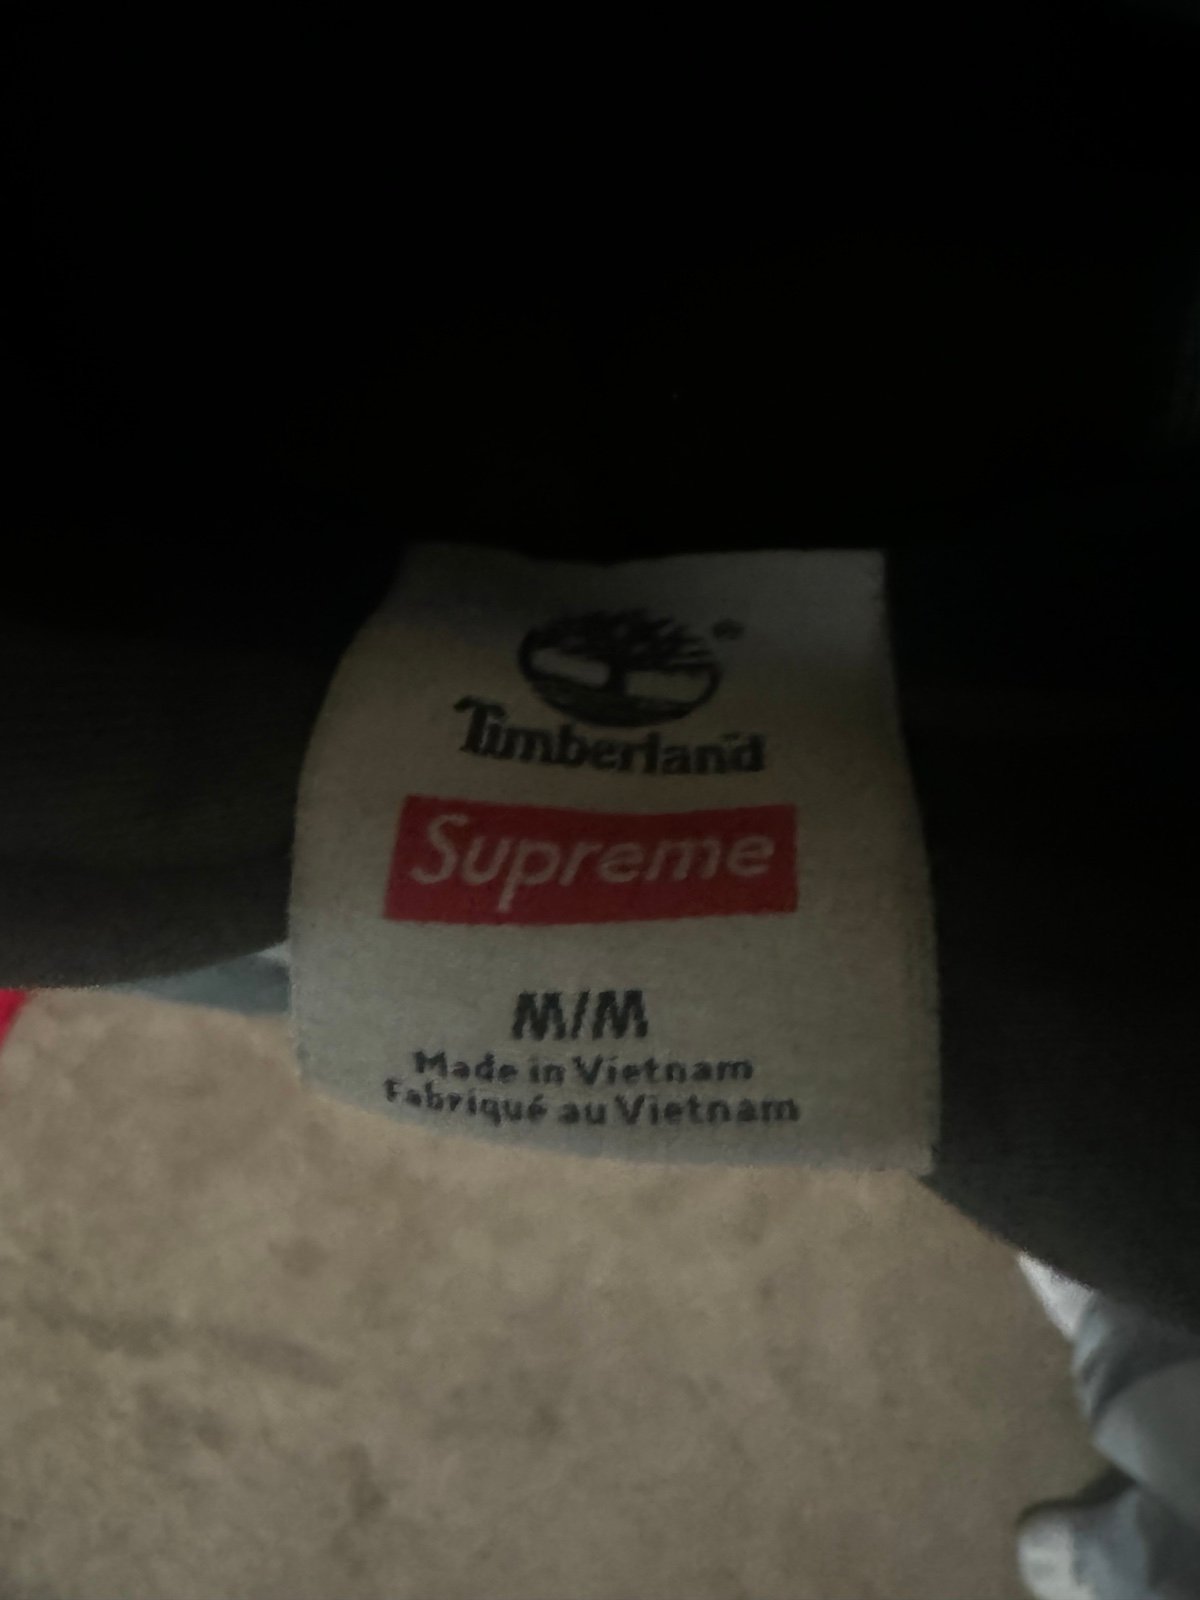 Timberland
Supreme
M/M
Made in Vietnam
Fabriqué au Vietnam